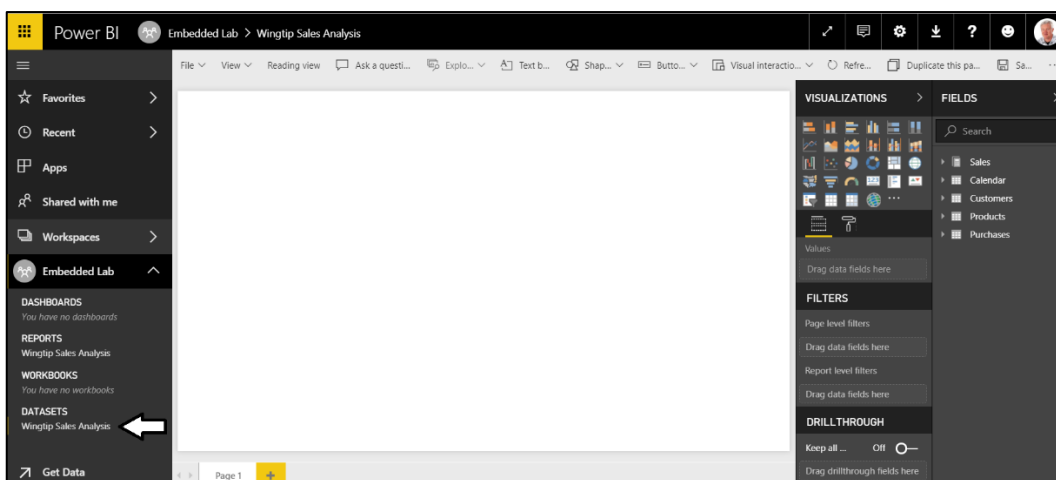 Power BI
Embedded Lab > Wingtip Sales Analysis
File
View
Reading view
Ask a questi...
Explo...
Text b...
Shap...
Butto...
Visual interactio...
Refre...
Duplicate this pa...
Sa...
Favorites
Recent
Apps
Shared with me
Workspaces
Embedded Lab
DASHBOARDS
You have no dashboards
REPORTS
Wingtip Sales Analysis
WORKBOOKS
You have no workbooks
DATASETS
Wingtip Sales Analysis
Get Data
Page 1
VISUALIZATIONS
Values
Drag data fields here
FILTERS
Page level filters
Drag data fields here
Report level filters
Drag data fields here
DRILLTHROUGH
Keep all ...
Off
Drag drillthrough fields here
FIELDS
Search
Sales
Calendar
Customers
Products
Purchases